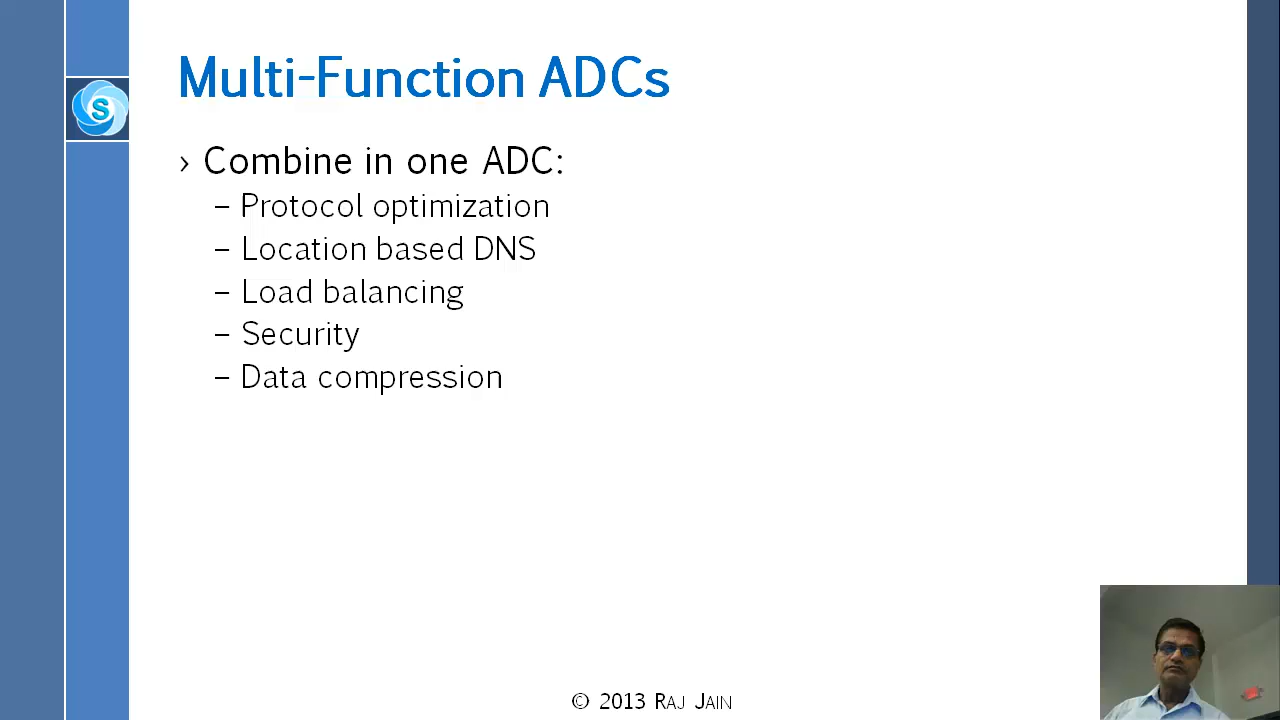 Multi-Function ADCs
S
› Combine in one ADC:
– Protocol optimization
– Location based DNS
– Load balancing
– Security
– Data compression
© 2013 RAJ JAIN